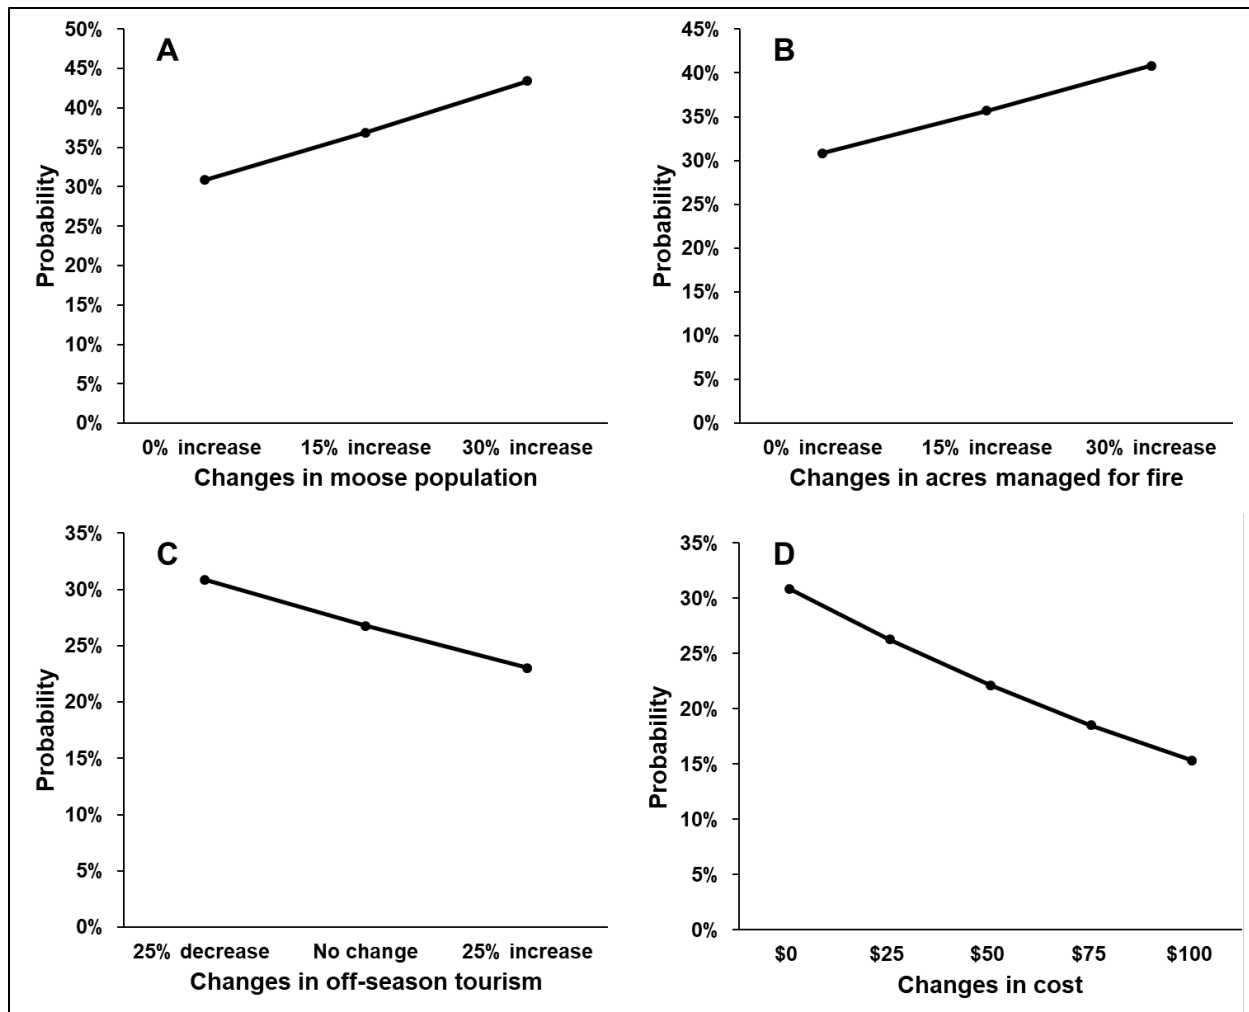 A
50%
45%
40%
35%
30%
25%
20%
15%
10%
5%
0%
Probability
0% increase 15% increase 30% increase
Changes in moose population
B
45%
40%
35%
30%
25%
20%
15%
10%
5%
0%
Probability
0% increase 15% increase 30% increase
Changes in acres managed for fire
C
35%
30%
25%
20%
15%
10%
5%
0%
Probability
25% decrease No change 25% increase
Changes in off-season tourism
D
35%
30%
25%
20%
15%
10%
5%
0%
Probability
$0 $25 $50 $75 $100
Changes in cost